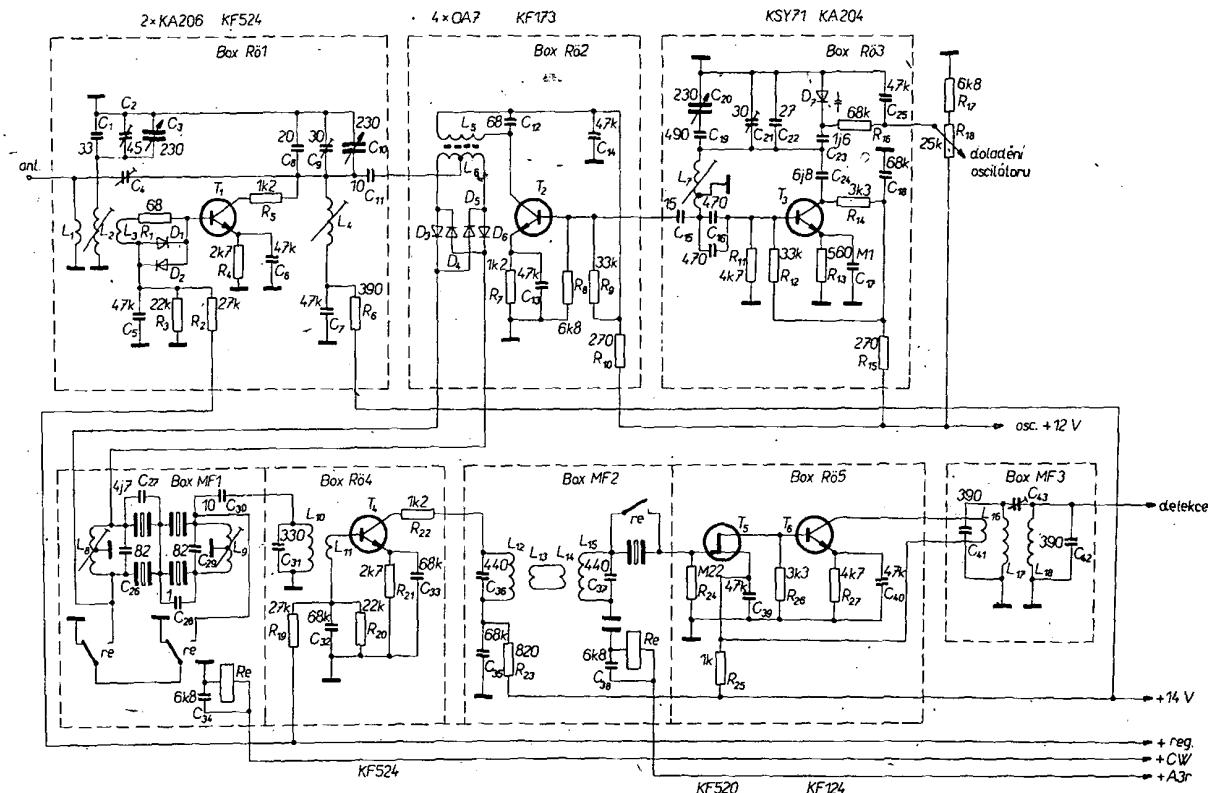 2×KA206 KF524
4×OA7 KF173
KSY71 KA204
Box Rö1
Box Rö2
Box Rö3
ant.
C1
33
C2
45
C3
230
C4
20
C8
30
C9
230
C10
10
C11
L1
L2
L3
68
R1
D1
D2
T1
1k2
R5
2k7
R4
47k
C6
L4
47k
C5
22k
R3
27k
R2
47k
C7
390
R6
L5
L6
68
C12
47k
C14
T2
D3
D4
D5
D6
1k2
R7
47k
C13
R8
6k8
33k
R9
270
R10
230
C20
490
C19
30
C21
27
C22
D7
68k
R16
1j6
C23
47k
C25
6k8
R17
R18
25k
doladění
oscilátoru
L7
15
C15
470
C16
470
6j8
C24
T3
3k3
R14
68k
C18
R11
4k7
33k
R12
560
R13
M1
C17
270
R15
osc. +12 V
Box MF1
Box Rö4
Box MF2
Box Rö5
Box MF3
4j7
C27
10
C30
L8
82
C26
82
C29
L9
1
C28
re
re
Re
6k8
C34
L10
330
C31
L11
T4
1k2
R22
2k7
R21
68k
C33
27k
R19
68k
C32
22k
R20
L12
L13
L14
L15
440
C36
440
C37
re
68k
C35
820
R23
6k8
C38
Re
T5
T6
M22
R24
47k
C39
3k3
R26
4k7
R27
47k
C40
1k
R25
390
C41
L16
C43
L17
L18
390
C42
detekce
+14 V
+reg.
+CW
+A3r
KF524
KF520
KF124